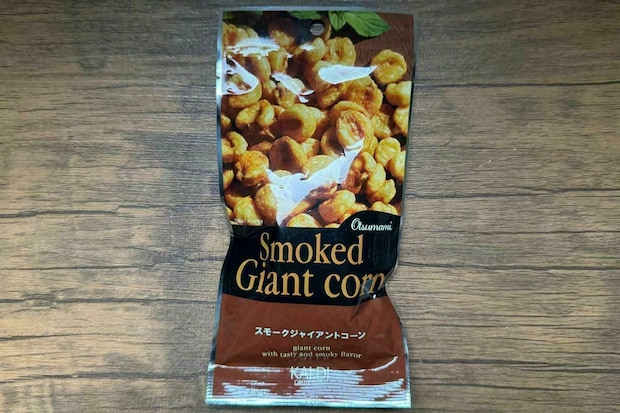 Otsumami
Smoked
Giant corn
スモークジャイアントコーン
giant corn
with tasty and smoky flavor
KALDI